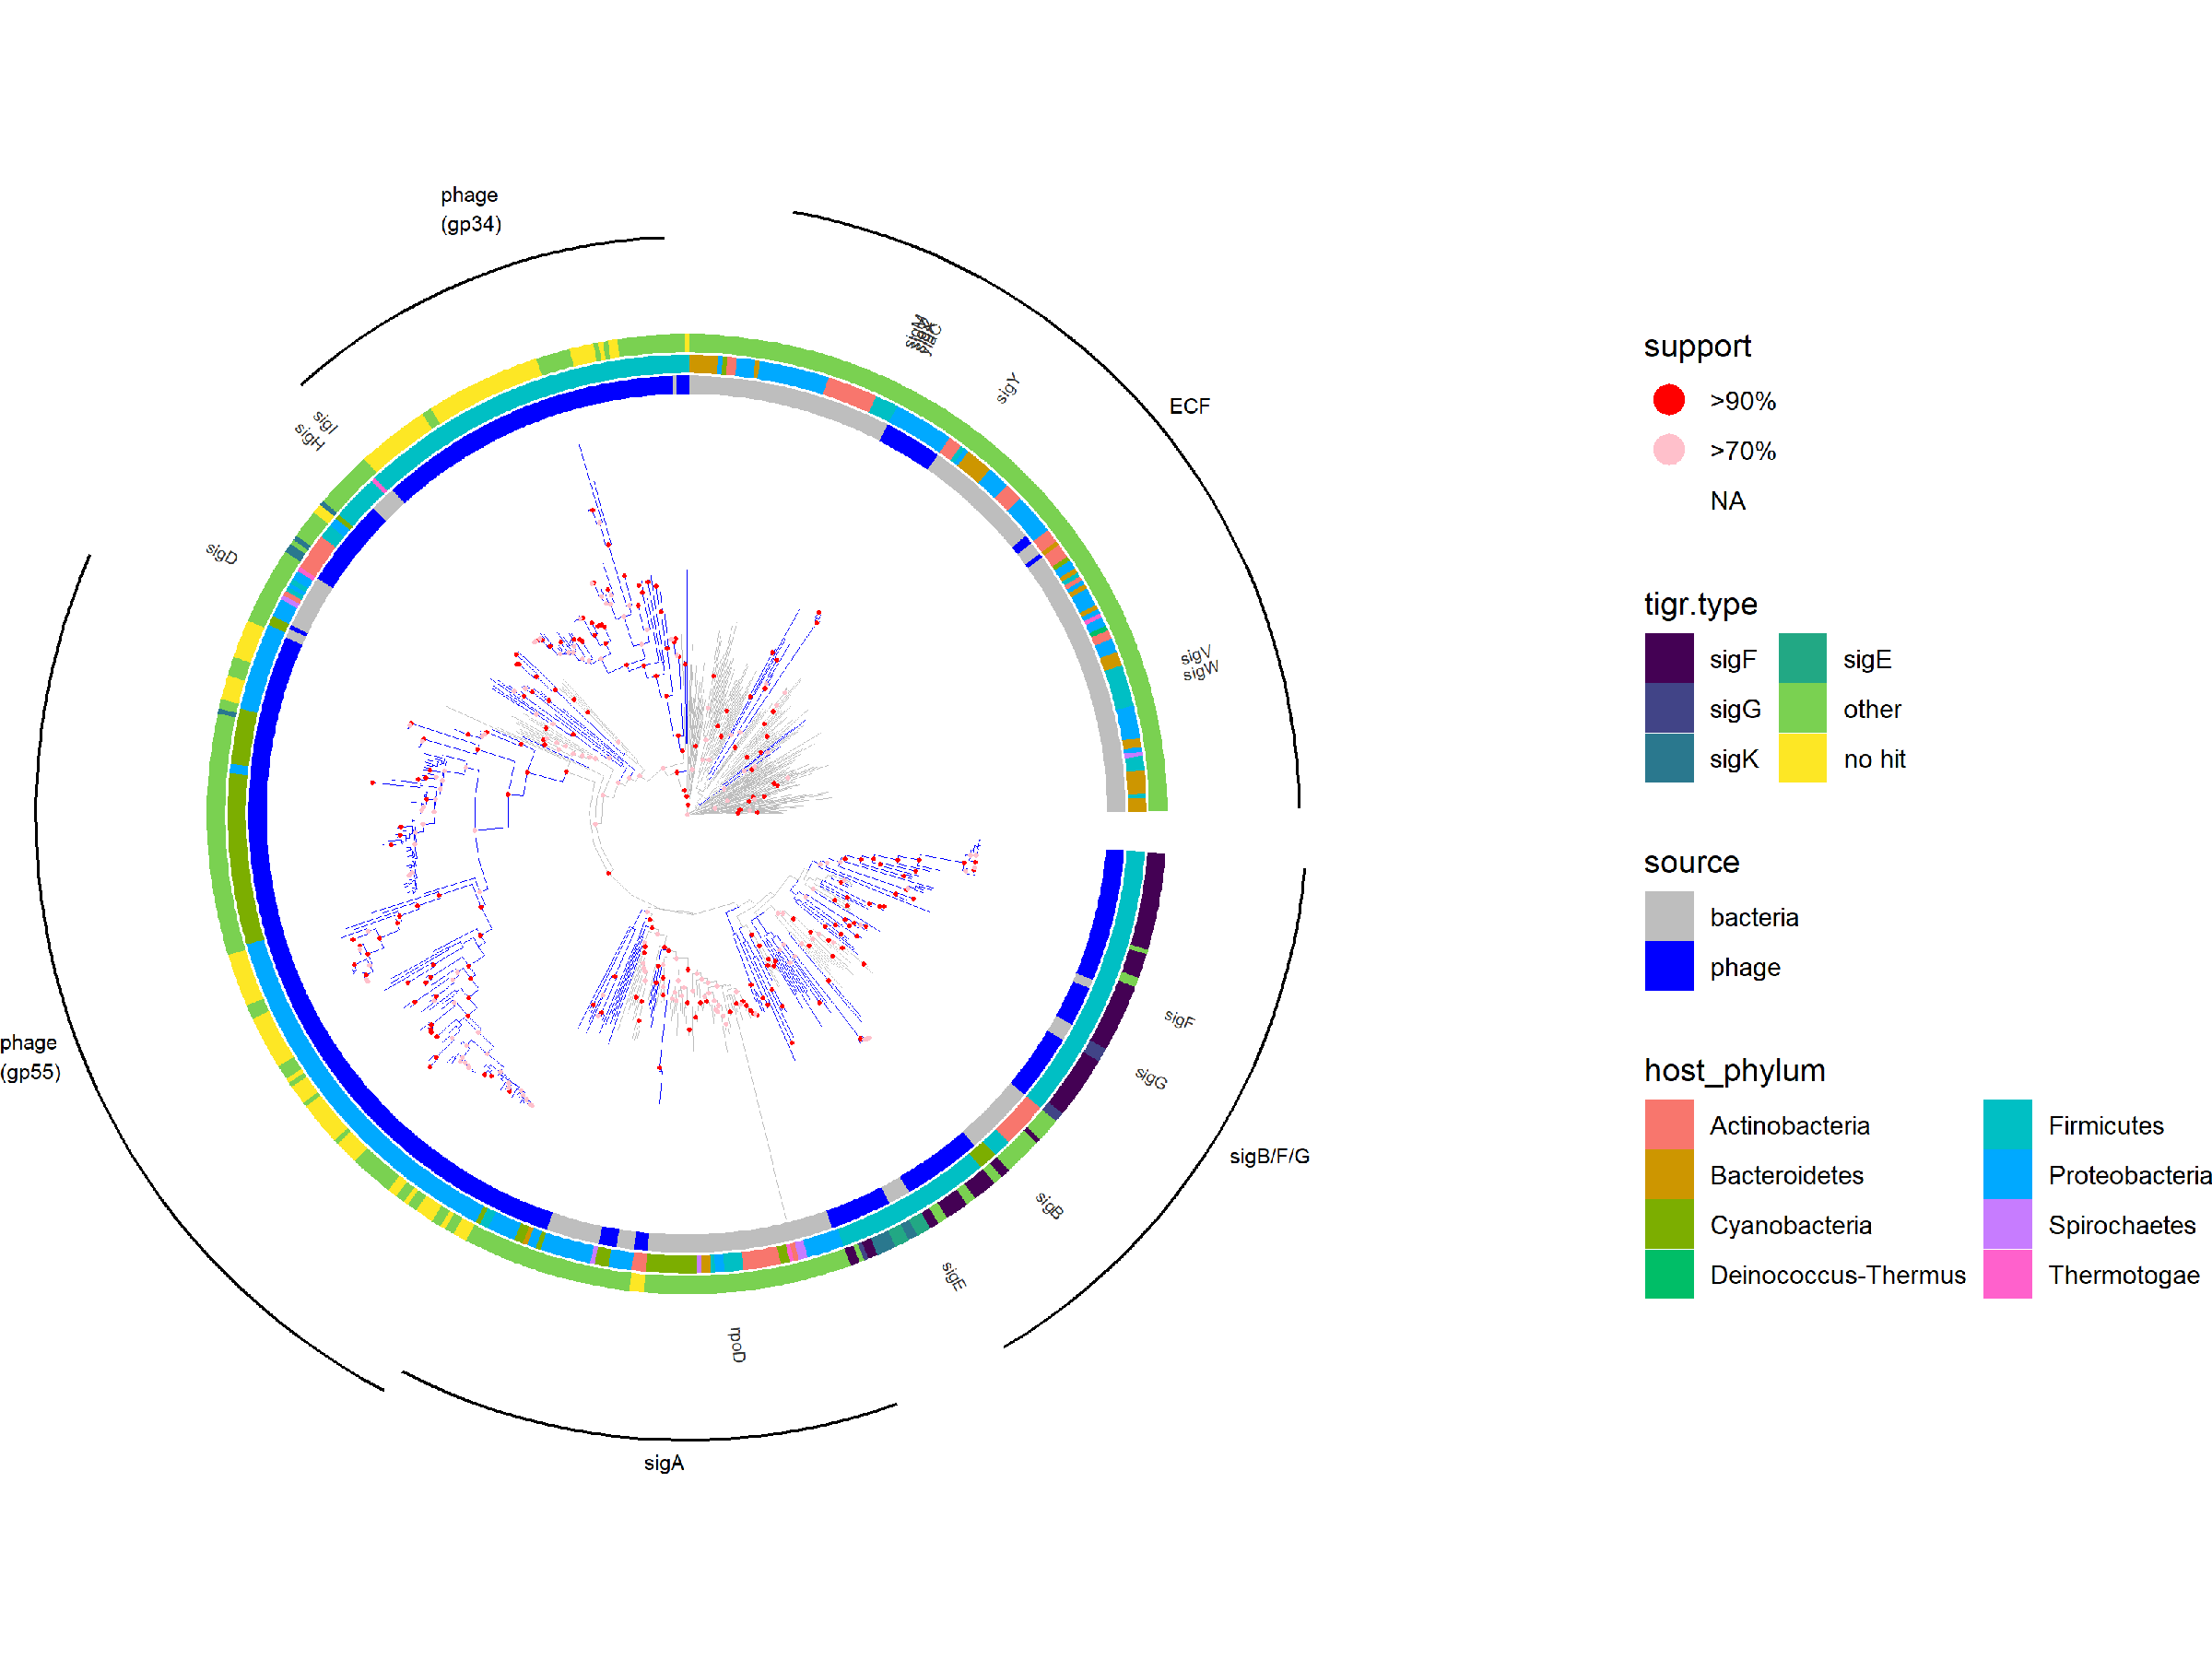 phage
(gp34)
ECF
sigY
sigI
sigH
sigD
sigV
sigW
sigF
sigG
phage
(gp55)
sigB/F/G
sigB
sigE
rpoD
sigA
support
>90%
>70%
NA
tigr.type
sigF
sigE
sigG
other
sigK
no hit
source
bacteria
phage
host_phylum
Actinobacteria
Firmicutes
Bacteroidetes
Proteobacteria
Cyanobacteria
Spirochaetes
Deinococcus-Thermus
Thermotogae